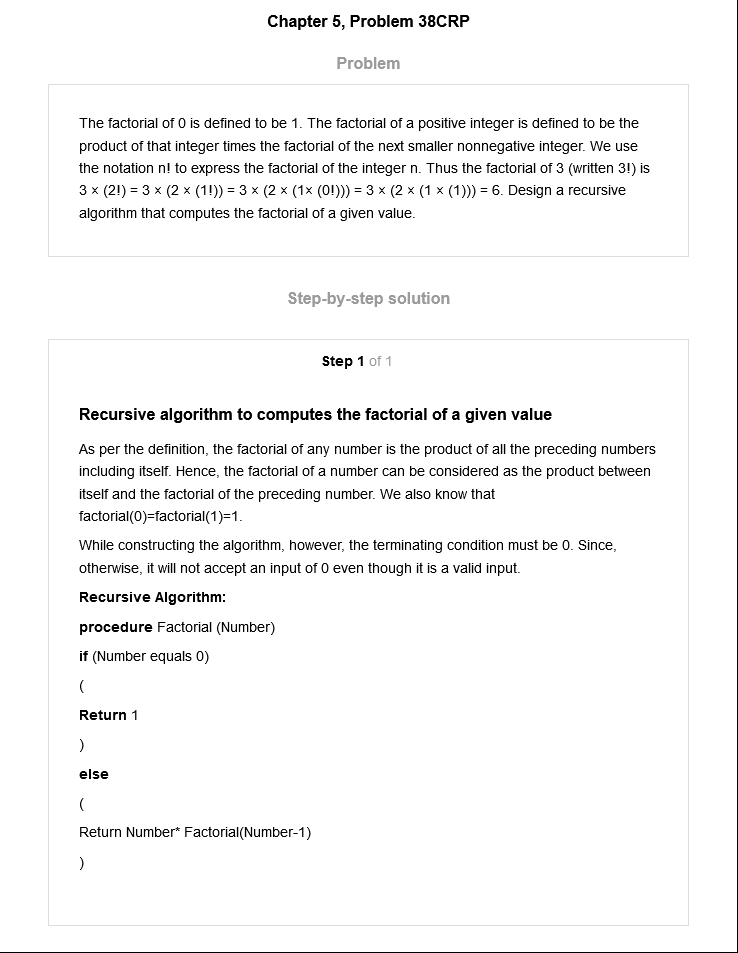 Chapter 5, Problem 38CRP
Problem
The factorial of 0 is defined to be 1. The factorial of a positive integer is defined to be the
product of that integer times the factorial of the next smaller nonnegative integer. We use
the notation n! to express the factorial of the integer n. Thus the factorial of 3 (written 3!) is
3 × (2!) = 3 × (2 × (1!)) = 3 × (2 × (1× (0!))) = 3 × (2 × (1 × (1))) = 6. Design a recursive
algorithm that computes the factorial of a given value.
Step-by-step solution
Step 1 of 1
Recursive algorithm to computes the factorial of a given value
As per the definition, the factorial of any number is the product of all the preceding numbers
including itself. Hence, the factorial of a number can be considered as the product between
itself and the factorial of the preceding number. We also know that
factorial(0)=factorial(1)=1.
While constructing the algorithm, however, the terminating condition must be 0. Since,
otherwise, it will not accept an input of 0 even though it is a valid input.
Recursive Algorithm:
procedure Factorial (Number)
if (Number equals 0)
(
Return 1
)
else
(
Return Number* Factorial(Number-1)
)